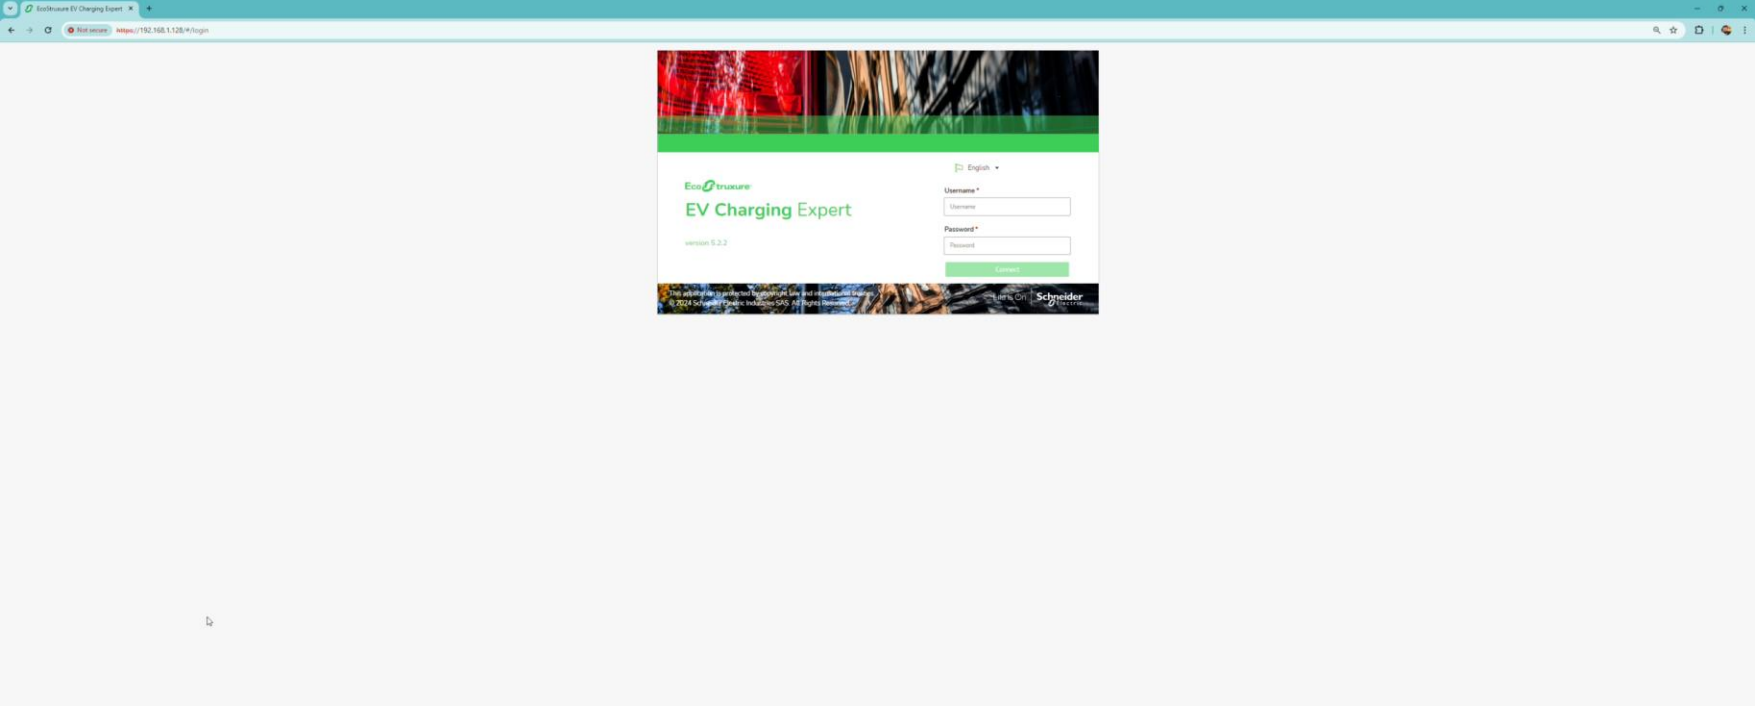 EcoStruxure EV Charging Expert
Not secure https://192.168.1.128/#/login
English
EcoStruxure
EV Charging Expert
version 6.2.2
Username *
Username
Password *
Password
Connect
This application is protected by copyright law and international treaties.
© 2024 Schneider Electric Industries SAS. All Rights Reserved.
Life Is On
Schneider
Electric